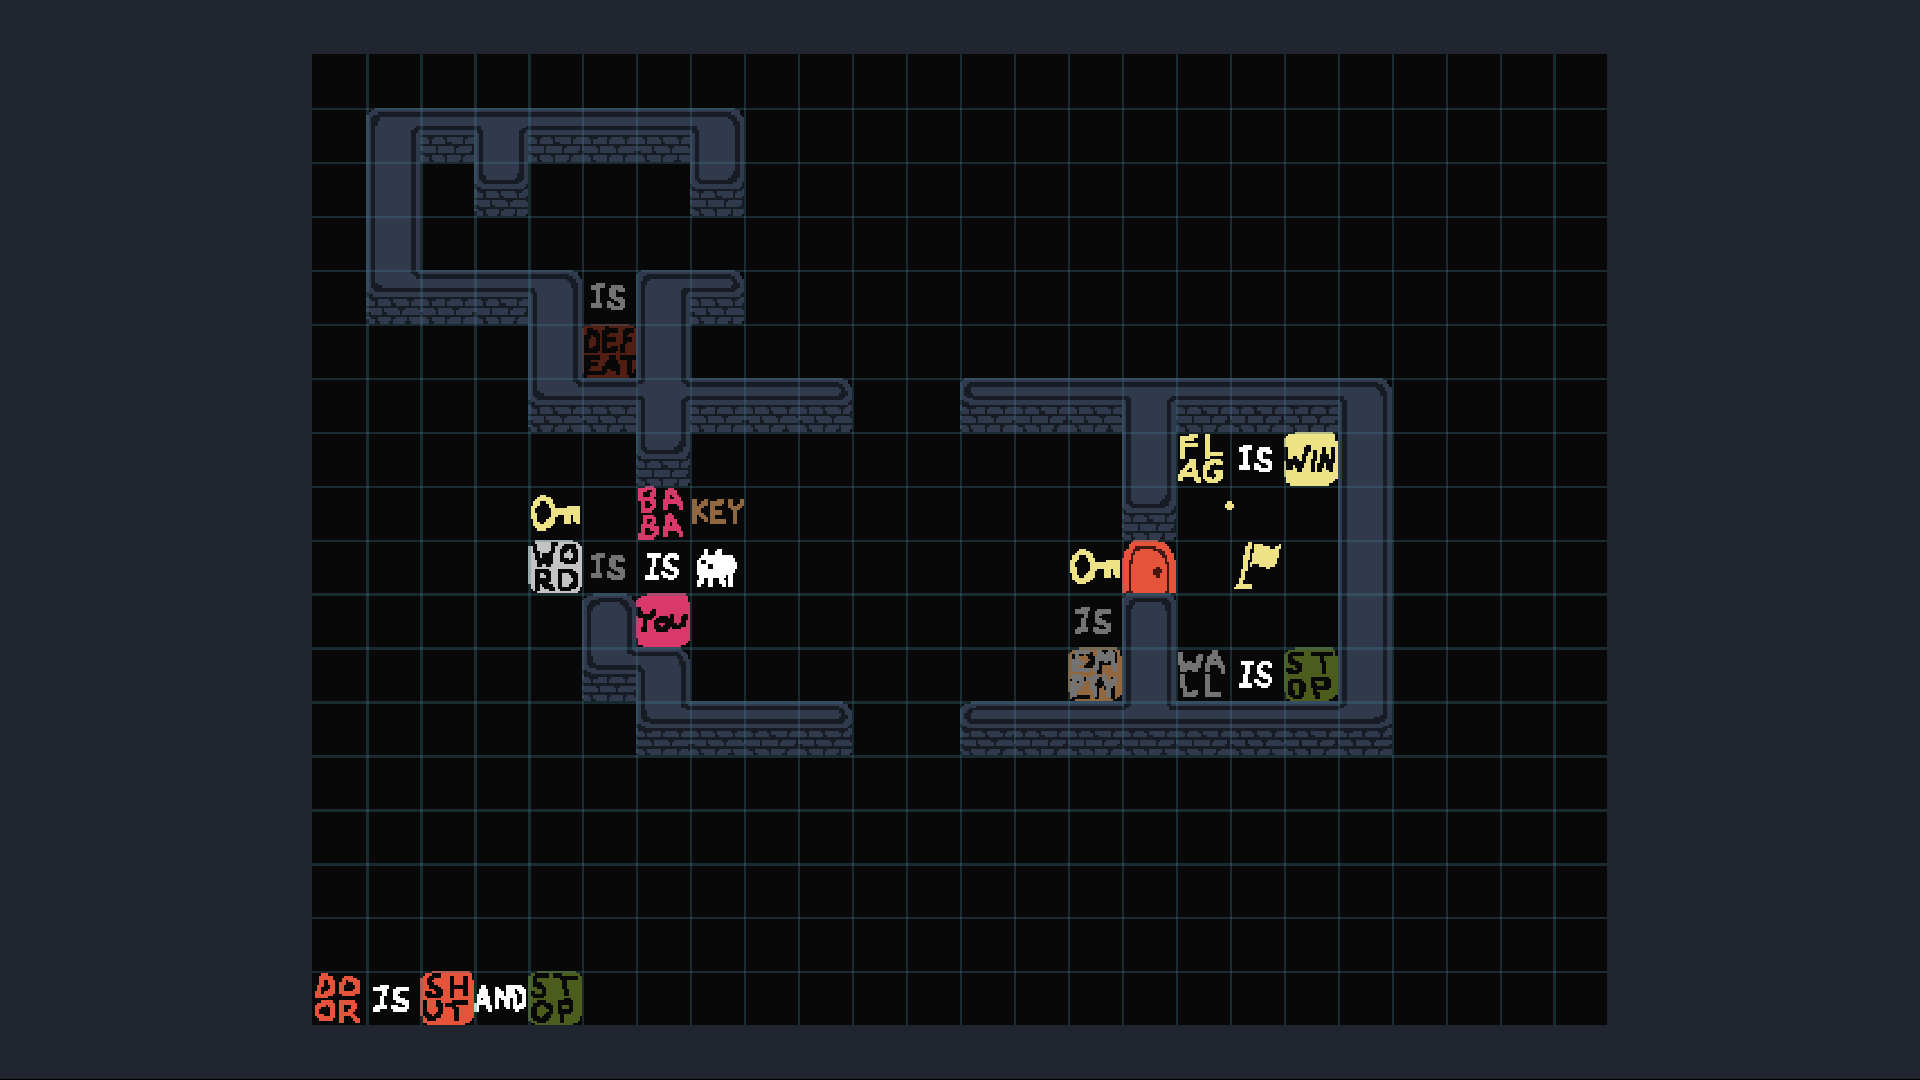 IS
DEFEAT
FLAG IS WIN
BABA KEY
WORD IS IS
YOU
IS
EMPTY WALL IS STOP
DOOR IS SHUT AND STOP